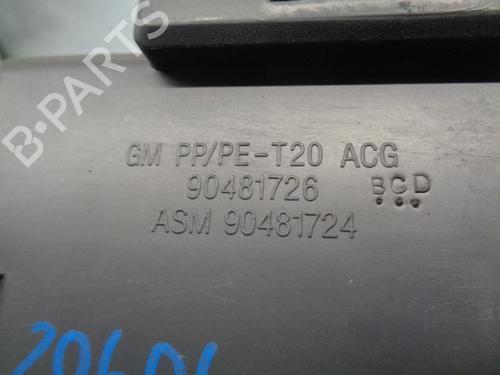 B-PARTS
GM PP/PE-T20 ACG
90481726 BCD
ASM 90481724